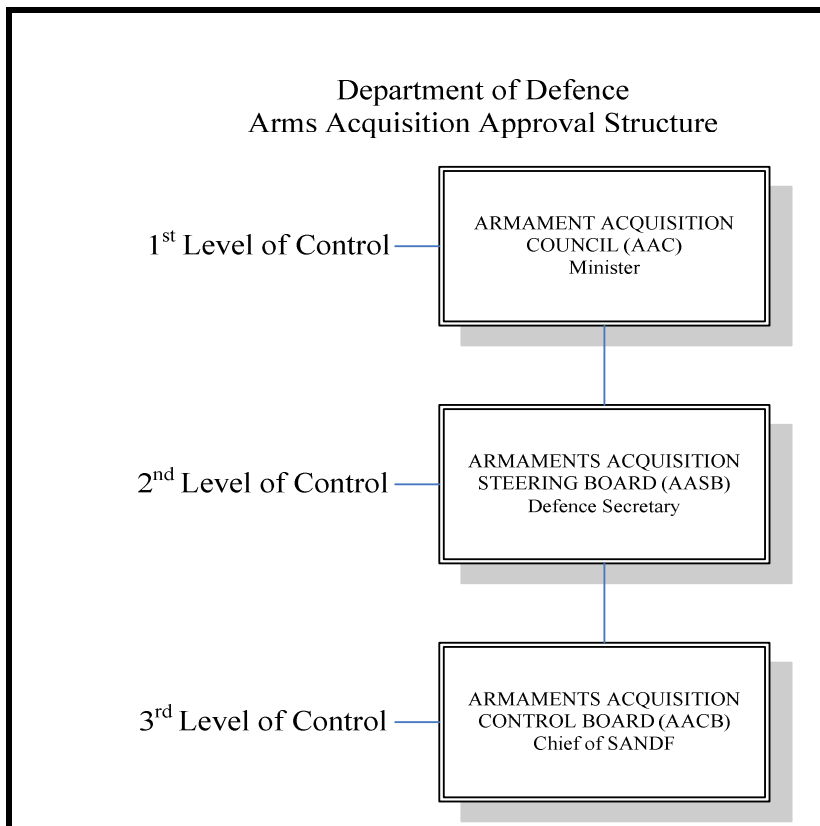 Department of Defence
Arms Acquisition Approval Structure
1st Level of Control
ARMAMENT ACQUISITION
COUNCIL (AAC)
Minister
2nd Level of Control
ARMAMENTS ACQUISITION
STEERING BOARD (AASB)
Defence Secretary
3rd Level of Control
ARMAMENTS ACQUISITION
CONTROL BOARD (AACB)
Chief of SANDF